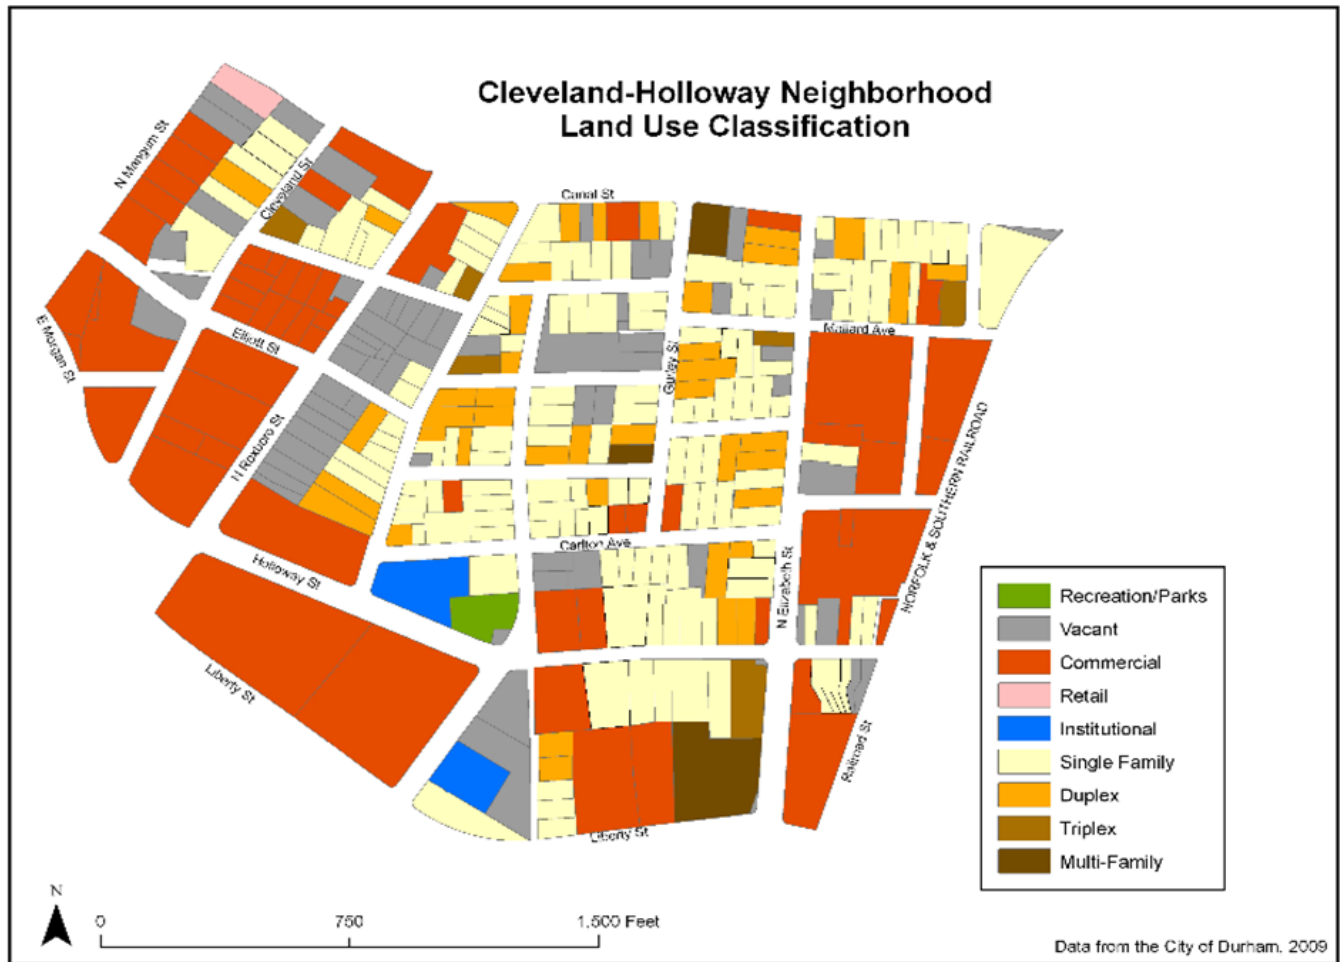 Cleveland-Holloway Neighborhood
Land Use Classification
N Mangum St
Cleveland St
Canal St
E Morgan St
Elliott St
Mallard Ave
Gurley St
N Roxboro St
NORFOLK & SOUTHERN RAILROAD
Carlton Ave
Holloway St
N Elizabeth St
Liberty St
Railroad St
Liberty St
Recreation/Parks
Vacant
Commercial
Retail
Institutional
Single Family
Duplex
Triplex
Multi-Family
N
0 750 1,500 Feet
Data from the City of Durham, 2009